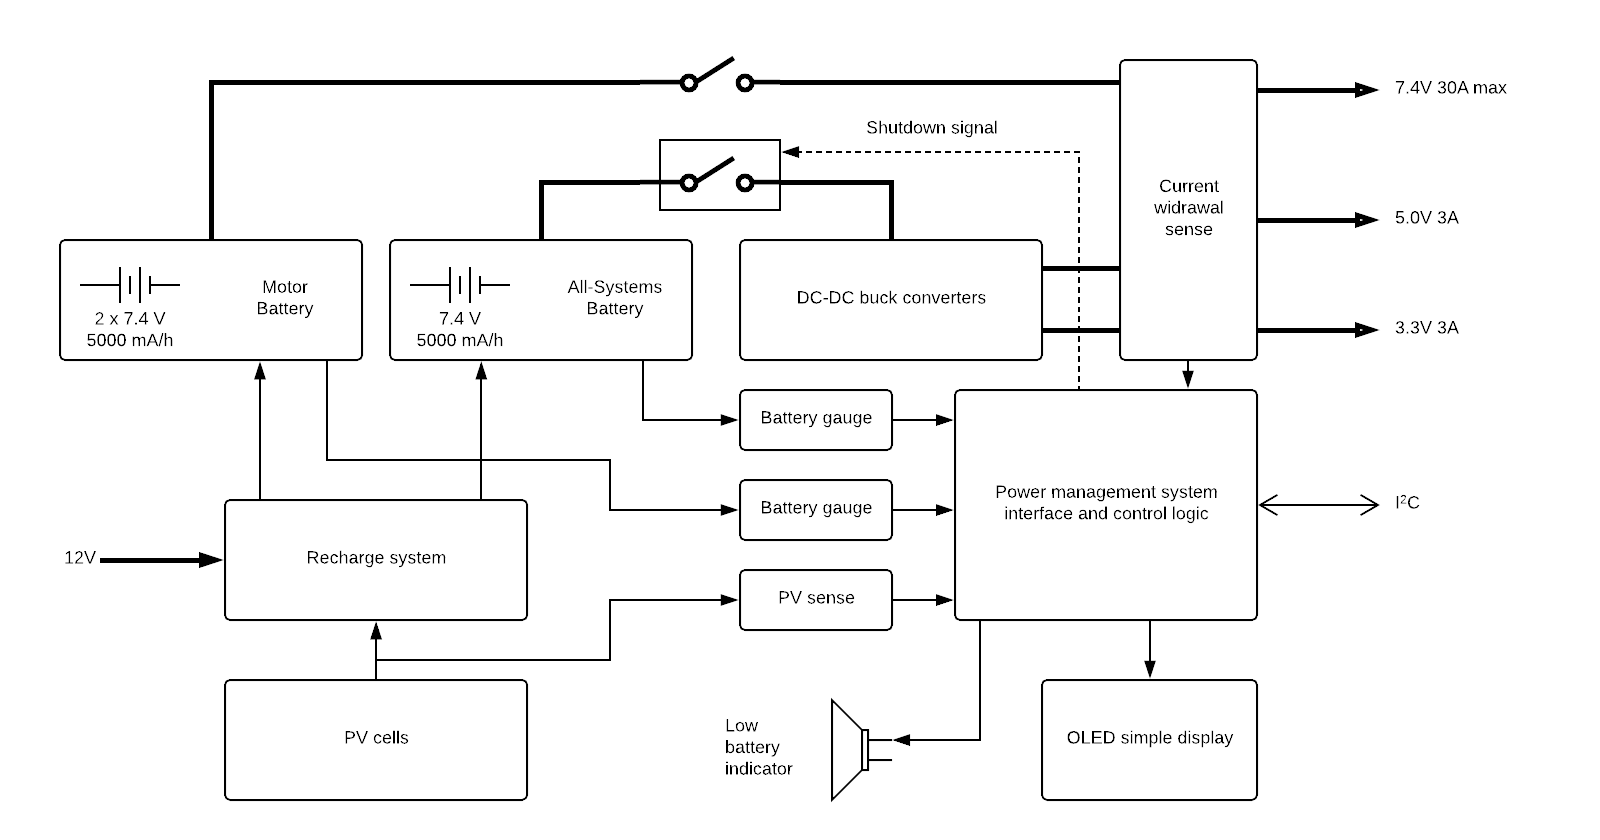 7.4V 30A max
Shutdown signal
Current
widrawal
sense
5.0V 3A
Motor
Battery
2 x 7.4 V
5000 mA/h
All-Systems
Battery
7.4 V
5000 mA/h
DC-DC buck converters
3.3V 3A
Battery gauge
Battery gauge
Power management system
interface and control logic
I²C
12V
Recharge system
PV sense
PV cells
Low
battery
indicator
OLED simple display